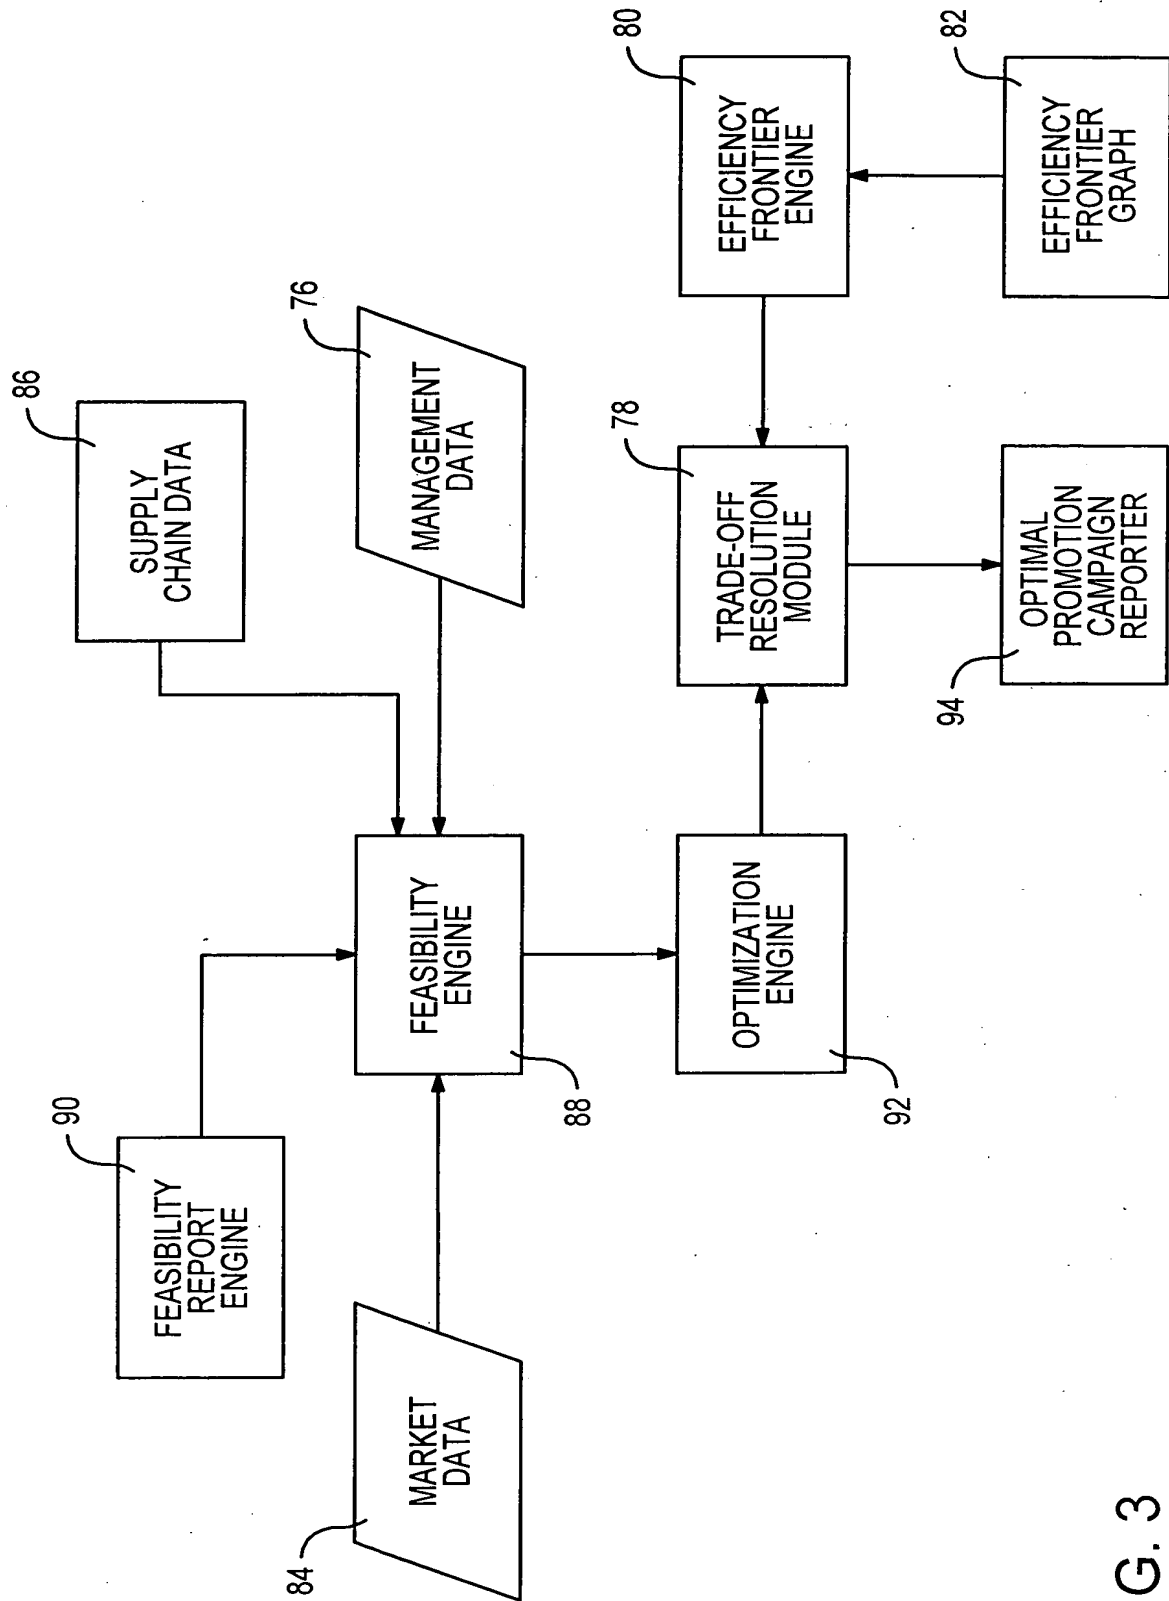 86
SUPPLY
CHAIN DATA
90
FEASIBILITY
REPORT
ENGINE
84
MARKET
DATA
FEASIBILITY
ENGINE
88
76
MANAGEMENT
DATA
OPTIMIZATION
ENGINE
92
78
TRADE-OFF
RESOLUTION
MODULE
80
EFFICIENCY
FRONTIER
ENGINE
94
OPTIMAL
PROMOTION
CAMPAIGN
REPORTER
82
EFFICIENCY
FRONTIER
GRAPH
G. 3